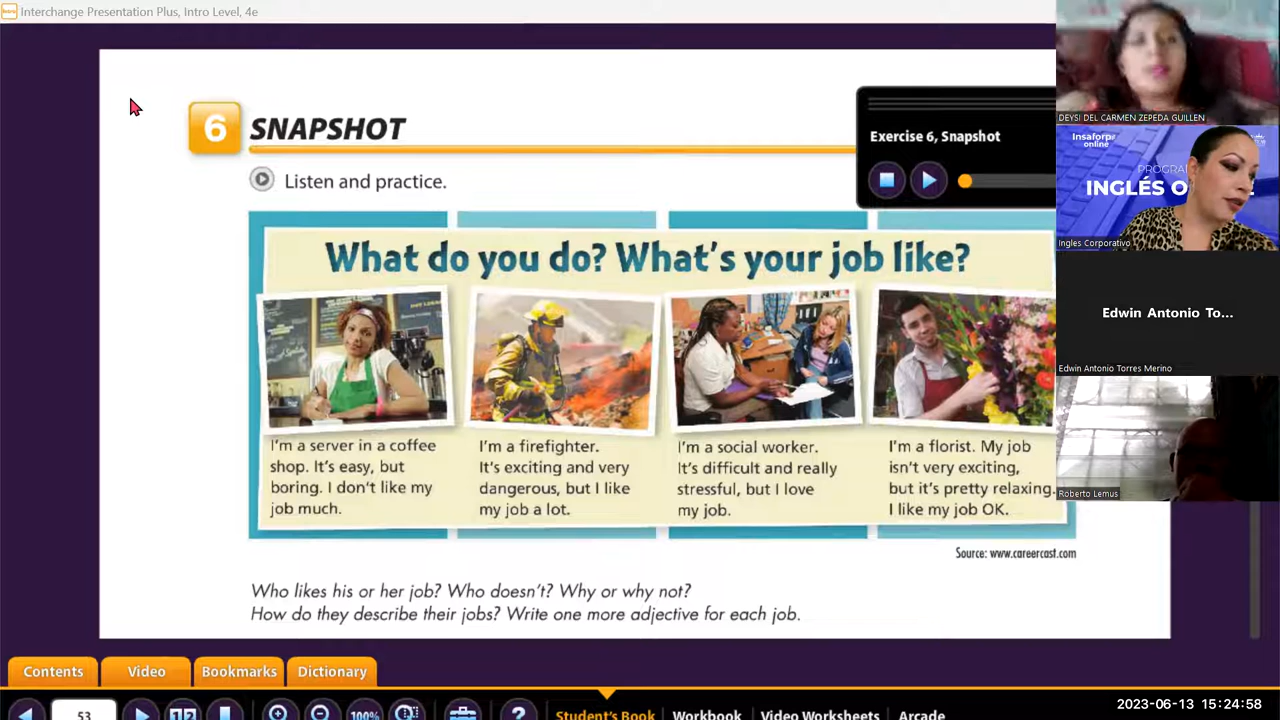 Interchange Presentation Plus, Intro Level, 4e
6 SNAPSHOT
Exercise 6, Snapshot
Listen and practice.
What do you do? What's your job like?
I'm a server in a coffee
shop. It's easy, but
boring. I don't like my
job much.
I'm a firefighter.
It's exciting and very
dangerous, but I like
my job a lot.
I'm a social worker.
It's difficult and really
stressful, but I love
my job.
I'm a florist. My job
isn't very exciting,
but it's pretty relaxing.
I like my job OK.
Source: www.careercast.com
Who likes his or her job? Who doesn't? Why or why not?
How do they describe their jobs? Write one more adjective for each job.
Contents
Video
Bookmarks
Dictionary
53
1 2
100%
?
Student's Book
Workbook
Video Worksheets
Arcade
DEYSI DEL CARMEN ZEPEDA GUILLEN
Insaforp
online
INGLÉS O
Ingles Corporativo
Edwin Antonio To...
Edwin Antonio Torres Merino
Roberto Lemus
2023-06-13 15:24:58